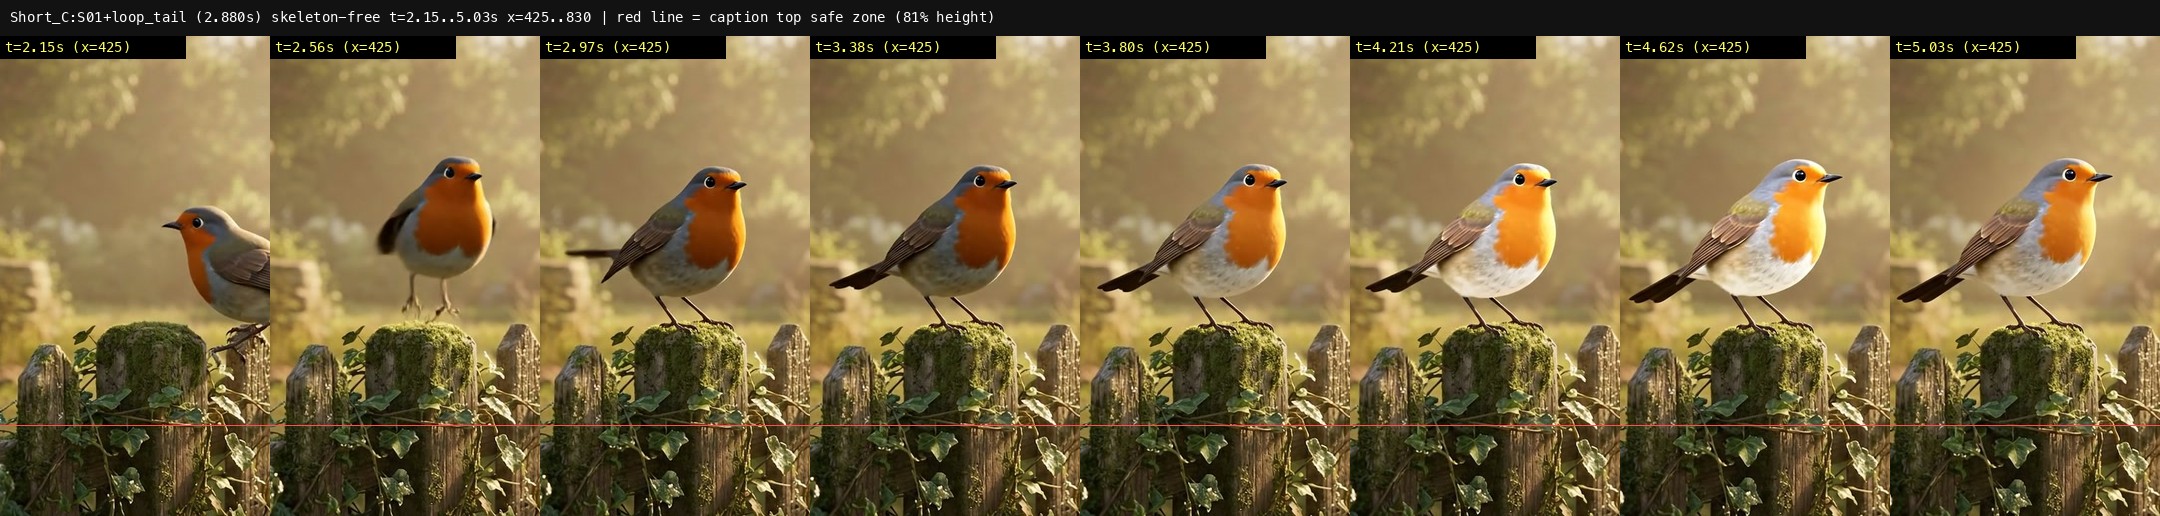 Short_C:S01+loop_tail (2.880s) skeleton-free t=2.15..5.03s x=425..830 | red line = caption top safe zone (81% height)
t=2.15s (x=425)
t=2.56s (x=425)
t=2.97s (x=425)
t=3.38s (x=425)
t=3.80s (x=425)
t=4.21s (x=425)
t=4.62s (x=425)
t=5.03s (x=425)